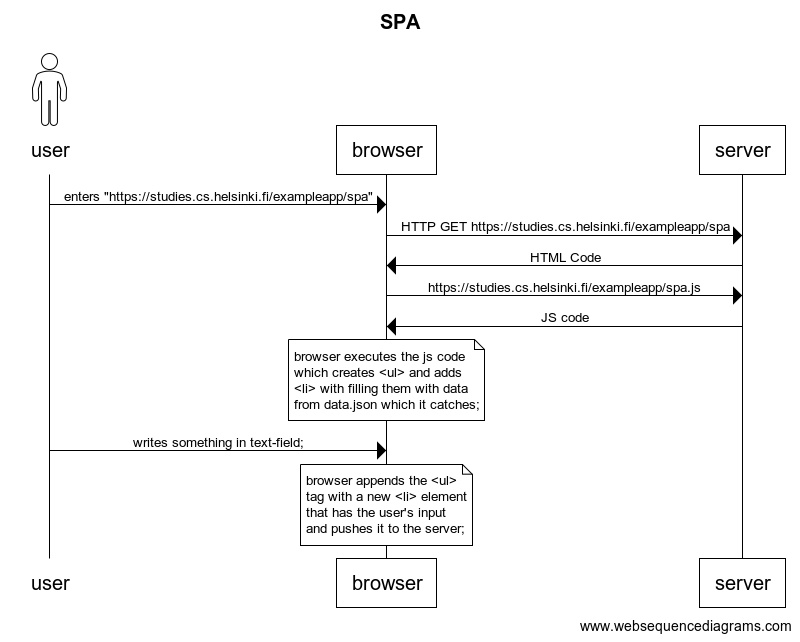 SPA
user
browser
server
enters "https://studies.cs.helsinki.fi/exampleapp/spa"
HTTP GET https://studies.cs.helsinki.fi/exampleapp/spa
HTML Code
https://studies.cs.helsinki.fi/exampleapp/spa.js
JS code
browser executes the js code
which creates <ul> and adds
<li> with filling them with data
from data.json which it catches;
writes something in text-field;
browser appends the <ul>
tag with a new <li> element
that has the user's input
and pushes it to the server;
user
browser
server
www.websequencediagrams.com